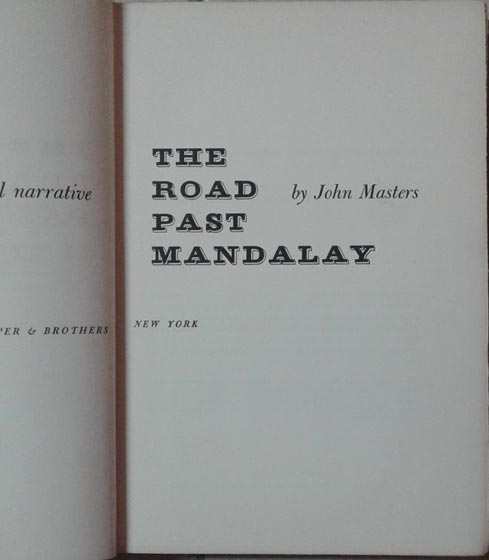 THE
ROAD
PAST
MANDALAY
by John Masters
narrative
& BROTHERS
NEW YORK